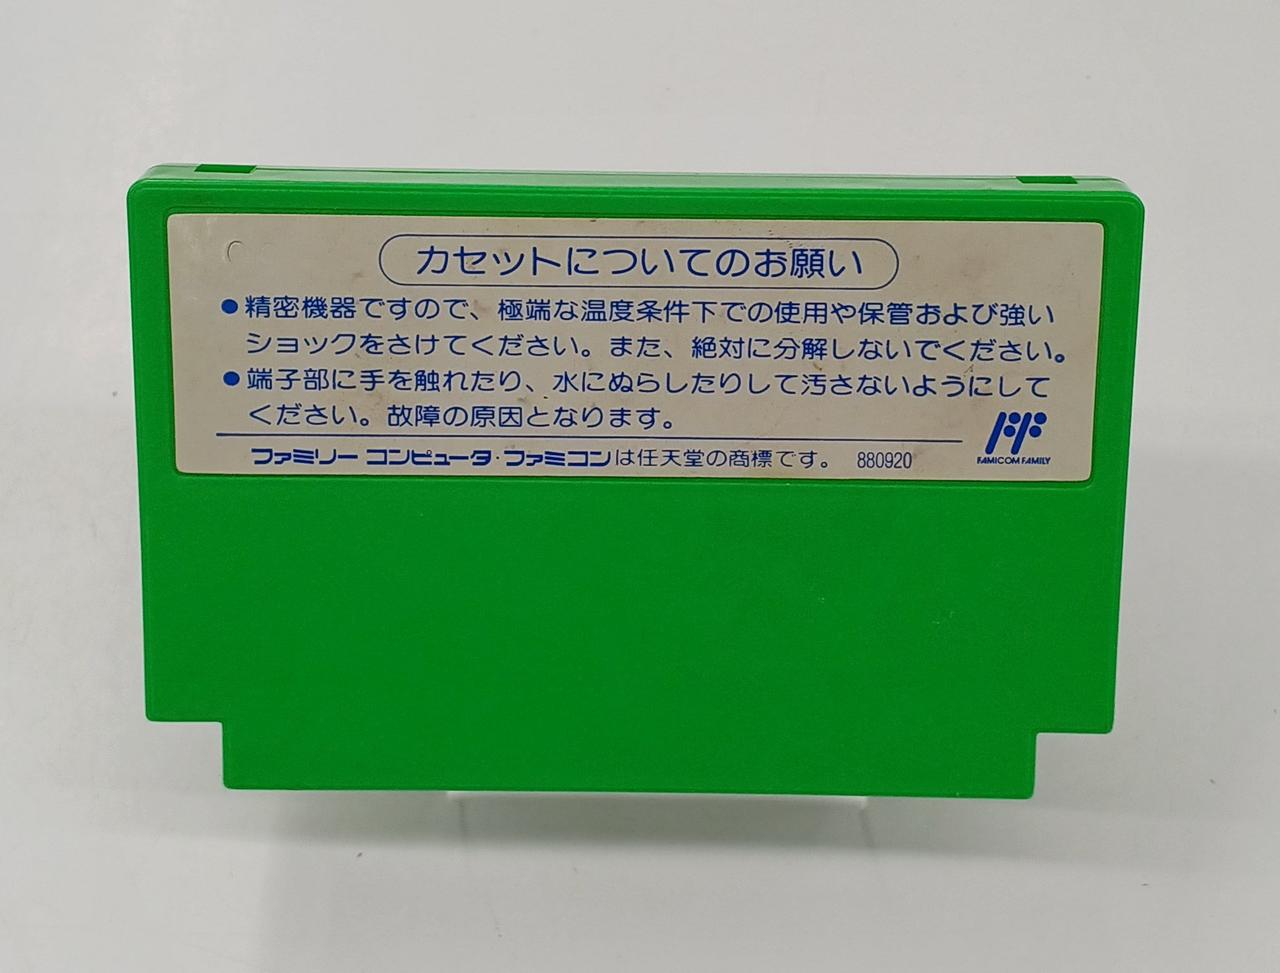 カセットについてのお願い
●精密機器ですので、極端な温度条件下での使用や保管および強い
ショックをさけてください。また、絶対に分解しないでください。
●端子部に手を触れたり、水にぬらしたりして汚さないようにして
ください。故障の原因となります。
ファミリー コンピュータ・ファミコンは任天堂の商標です。 880920
FAMICOM FAMILY